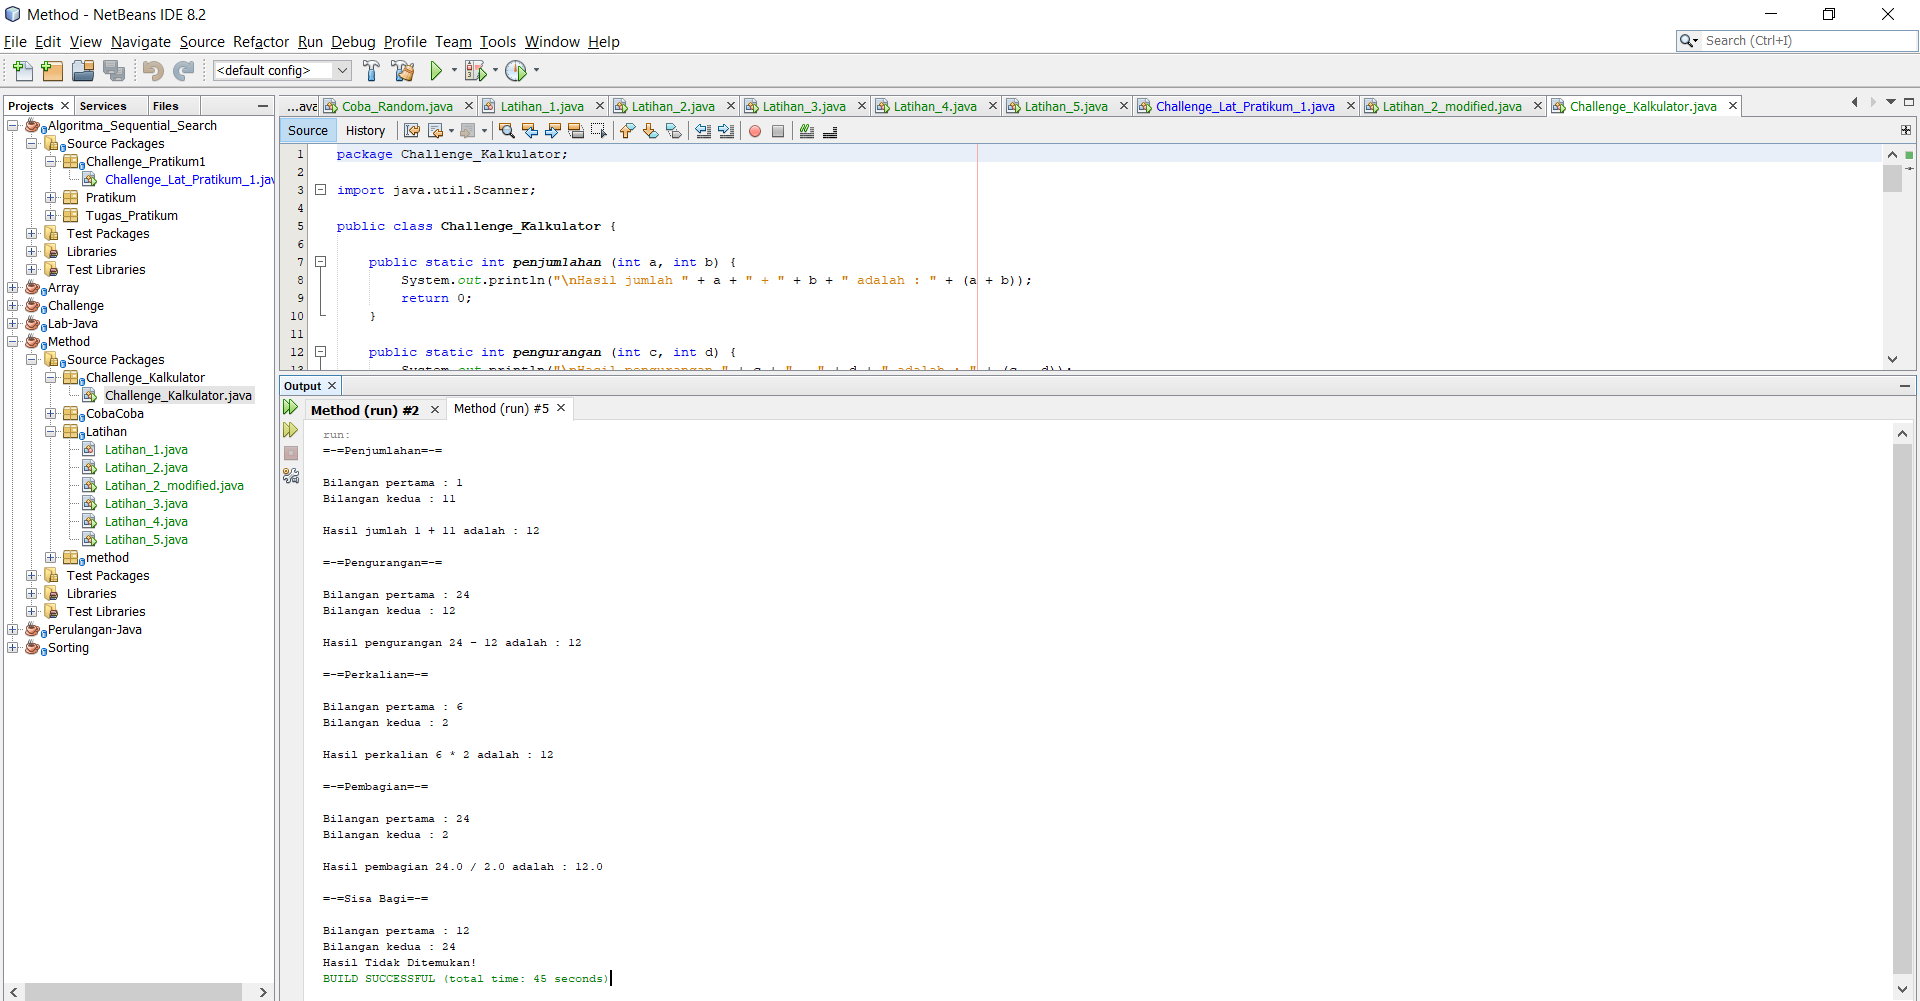 Method - NetBeans IDE 8.2
File Edit View Navigate Source Refactor Run Debug Profile Team Tools Window Help
Search (Ctrl+I)
<default config>
Projects Services Files
...ava Coba_Random.java Latihan_1.java Latihan_2.java Latihan_3.java Latihan_4.java Latihan_5.java Challenge_Lat_Pratikum_1.java Latihan_2_modified.java Challenge_Kalkulator.java
Source History
Algoritma_Sequential_Search
Source Packages
Challenge_Pratikum1
Challenge_Lat_Pratikum_1.jav
Pratikum
Tugas_Pratikum
Test Packages
Libraries
Test Libraries
Array
Challenge
Lab-Java
Method
Source Packages
Challenge_Kalkulator
Challenge_Kalkulator.java
CobaCoba
Latihan
Latihan_1.java
Latihan_2.java
Latihan_2_modified.java
Latihan_3.java
Latihan_4.java
Latihan_5.java
method
Test Packages
Libraries
Test Libraries
Perulangan-Java
Sorting
1 package Challenge_Kalkulator;
2
3 import java.util.Scanner;
4
5 public class Challenge_Kalkulator {
6
7 public static int penjumlahan (int a, int b) {
8 System.out.println("\nHasil jumlah " + a + " + " + b + " adalah : " + (a + b));
9 return 0;
10 }
11
12 public static int pengurangan (int c, int d) {
13 System.out.println("\nHasil pengurangan " + c + " - " + d + " adalah : " + (c - d));
Output
Method (run) #2 Method (run) #5
run:
=-=Penjumlahan=-=
Bilangan pertama : 1
Bilangan kedua : 11
Hasil jumlah 1 + 11 adalah : 12
=-=Pengurangan=-=
Bilangan pertama : 24
Bilangan kedua : 12
Hasil pengurangan 24 - 12 adalah : 12
=-=Perkalian=-=
Bilangan pertama : 6
Bilangan kedua : 2
Hasil perkalian 6 * 2 adalah : 12
=-=Pembagian=-=
Bilangan pertama : 24
Bilangan kedua : 2
Hasil pembagian 24.0 / 2.0 adalah : 12.0
=-=Sisa Bagi=-=
Bilangan pertama : 12
Bilangan kedua : 24
Hasil Tidak Ditemukan!
BUILD SUCCESSFUL (total time: 45 seconds)